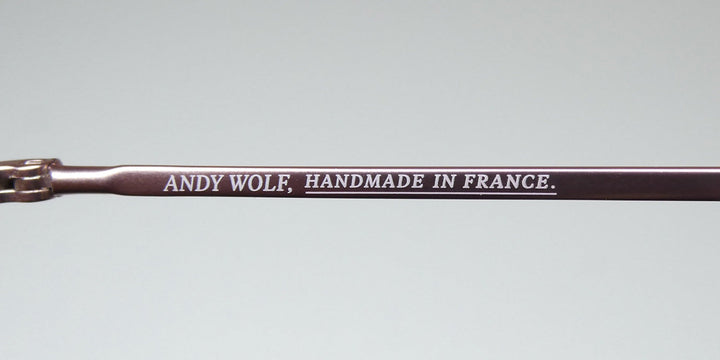 ANDY WOLF, HANDMADE IN FRANCE.